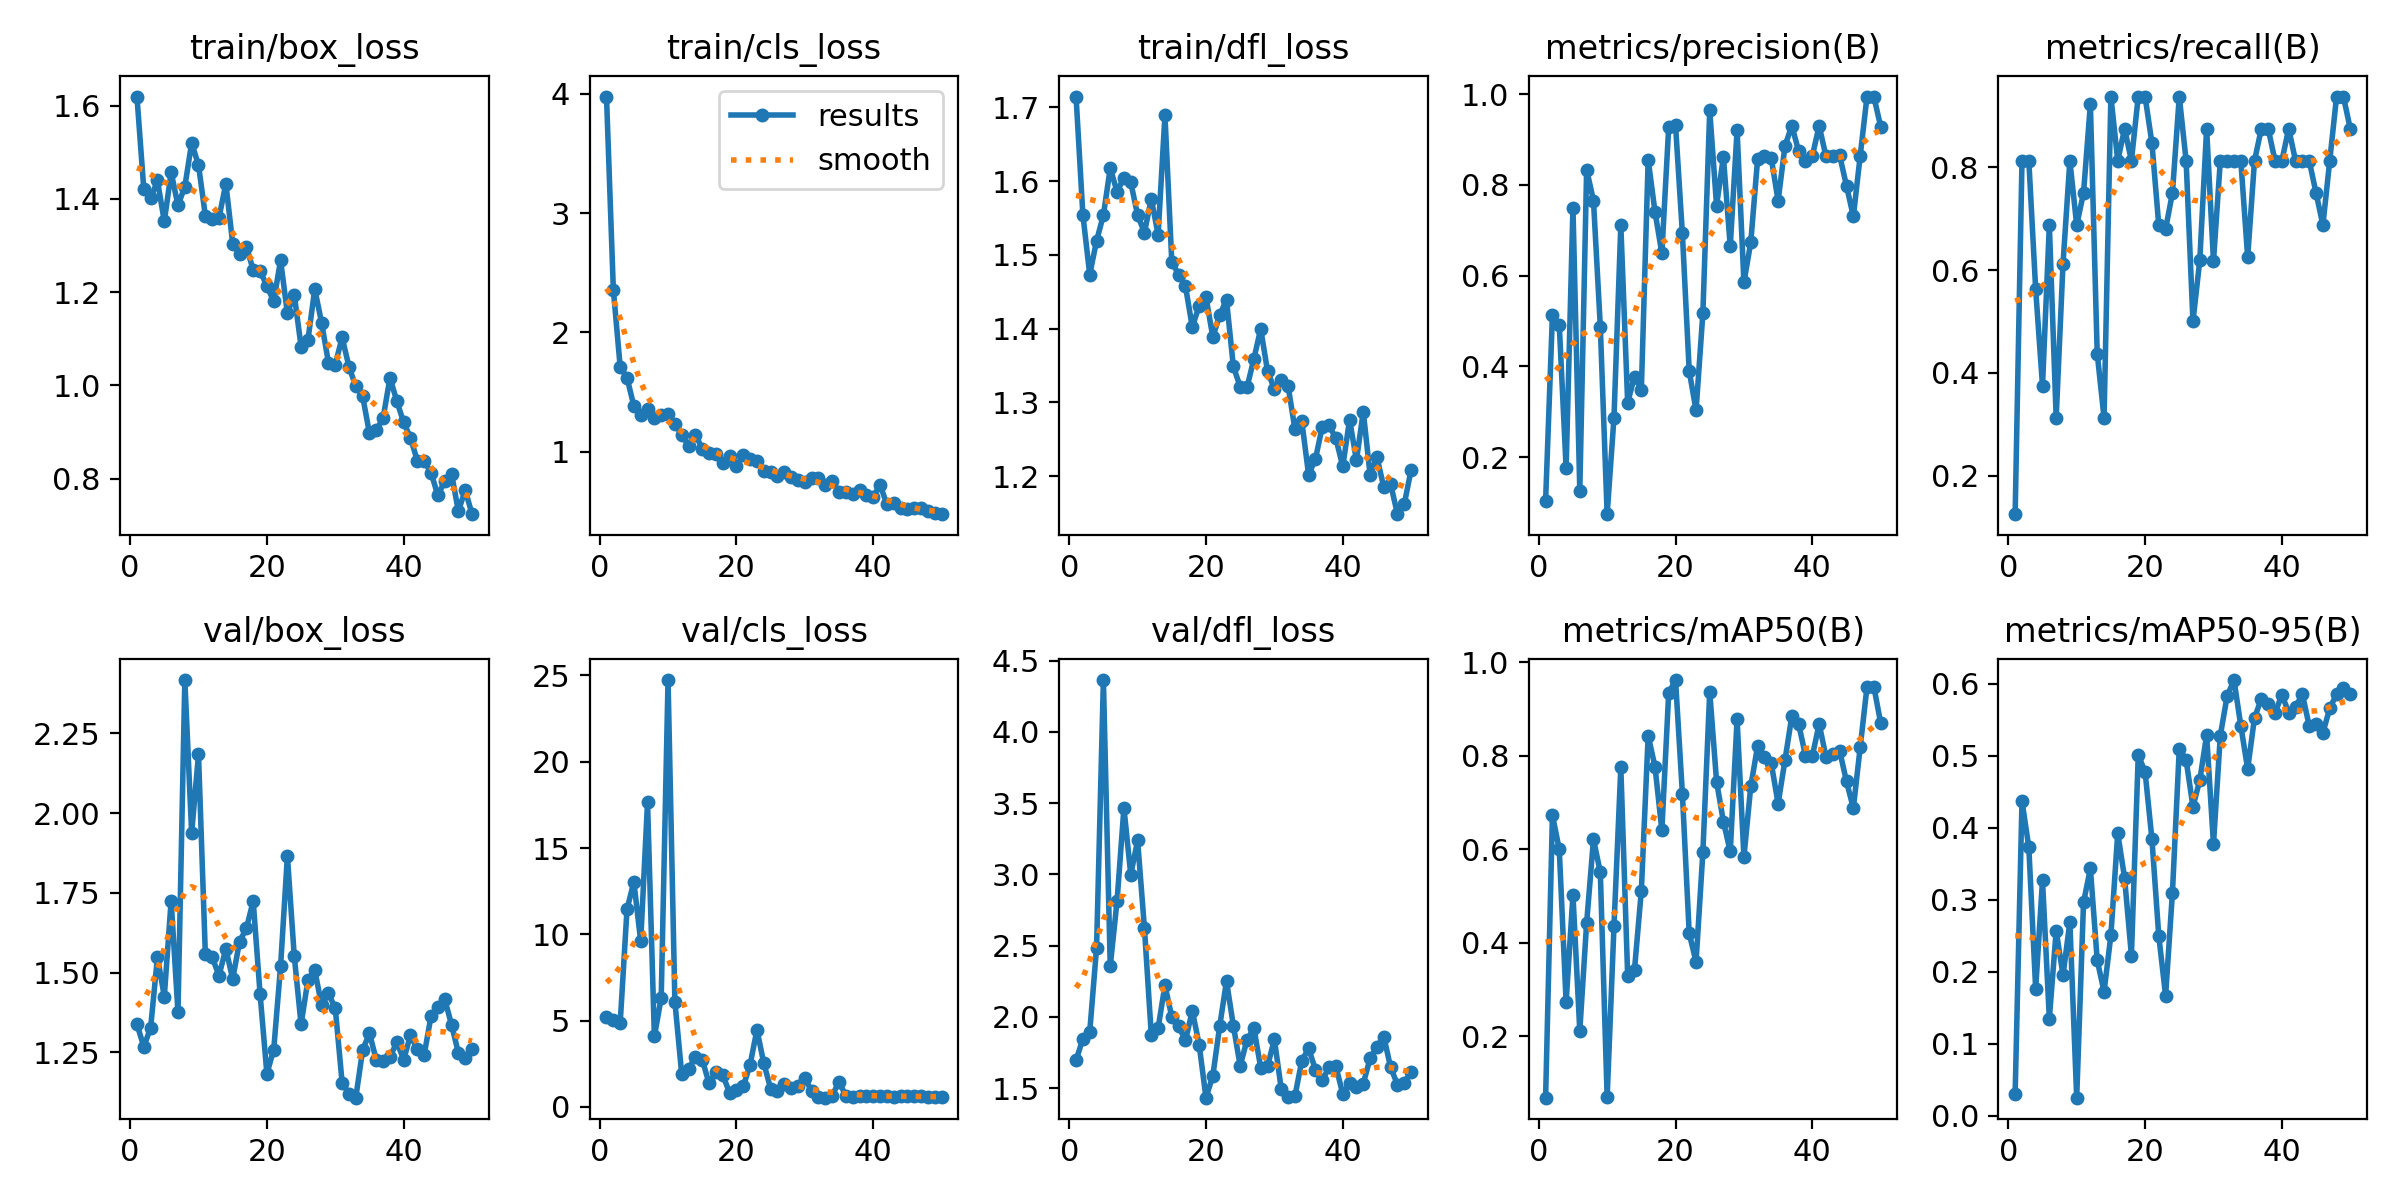 train/box_loss
1.6
1.4
1.2
1.0
0.8
0 20 40
train/cls_loss
results
smooth
4
3
2
1
0 20 40
train/dfl_loss
1.7
1.6
1.5
1.4
1.3
1.2
0 20 40
metrics/precision(B)
1.0
0.8
0.6
0.4
0.2
0 20 40
metrics/recall(B)
0.8
0.6
0.4
0.2
0 20 40
val/box_loss
2.25
2.00
1.75
1.50
1.25
0 20 40
val/cls_loss
25
20
15
10
5
0
0 20 40
val/dfl_loss
4.5
4.0
3.5
3.0
2.5
2.0
1.5
0 20 40
metrics/mAP50(B)
1.0
0.8
0.6
0.4
0.2
0 20 40
metrics/mAP50-95(B)
0.6
0.5
0.4
0.3
0.2
0.1
0.0
0 20 40